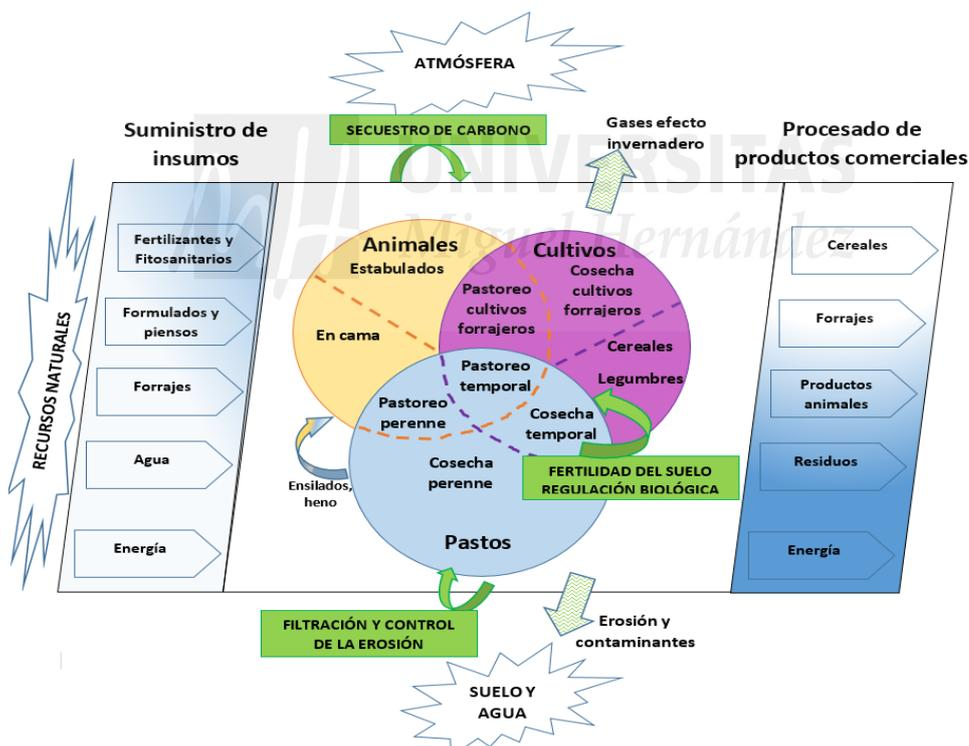 ATMÓSFERA
SECUESTRO DE CARBONO
Gases efecto
invernadero
Suministro de
insumos
Procesado de
productos comerciales
UNIVERSITAS
Miguel Hernández
RECURSOS NATURALES
Fertilizantes y
Fitosanitarios
Formulados y
piensos
Forrajes
Agua
Energía
Animales
Estabulados
En cama
Cultivos
Cosecha
cultivos
forrajeros
Pastoreo
cultivos
forrajeros
Cereales
Legumbres
Pastoreo
temporal
Pastoreo
perenne
Cosecha
temporal
Cosecha
perenne
Pastos
Ensilados,
heno
FERTILIDAD DEL SUELO
REGULACIÓN BIOLÓGICA
Cereales
Forrajes
Productos
animales
Residuos
Energía
FILTRACIÓN Y CONTROL
DE LA EROSIÓN
Erosión y
contaminantes
SUELO Y
AGUA